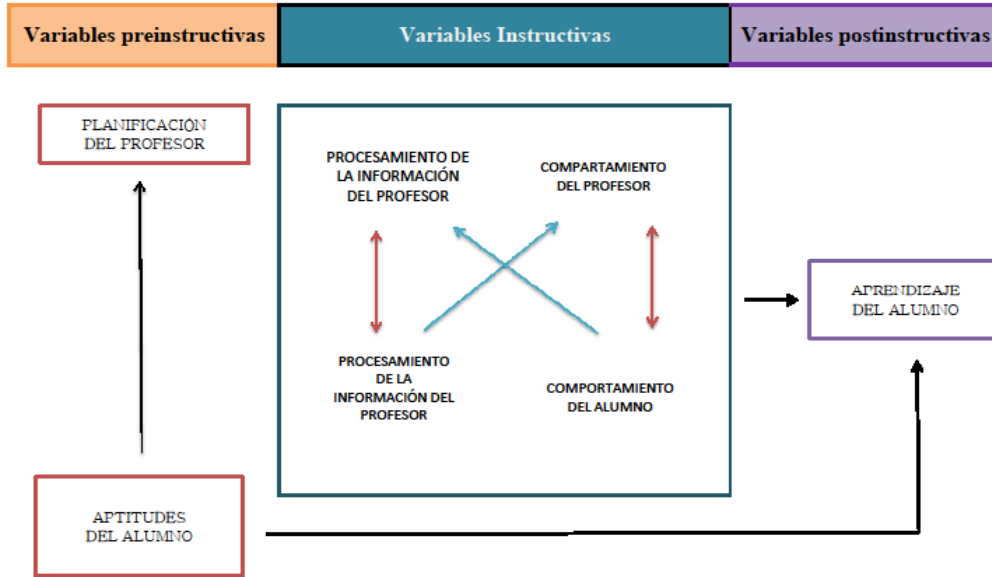 Variables preinstructivas
Variables Instructivas
Variables postinstructivas
PLANIFICACIÓN
DEL PROFESOR
PROCESAMIENTO DE
LA INFORMACIÓN
DEL PROFESOR
COMPARTAMIENTO
DEL PROFESOR
APRENDIZAJE
DEL ALUMNO
PROCESAMIENTO
DE LA
INFORMACIÓN DEL
PROFESOR
COMPORTAMIENTO
DEL ALUMNO
APTITUDES
DEL ALUMNO